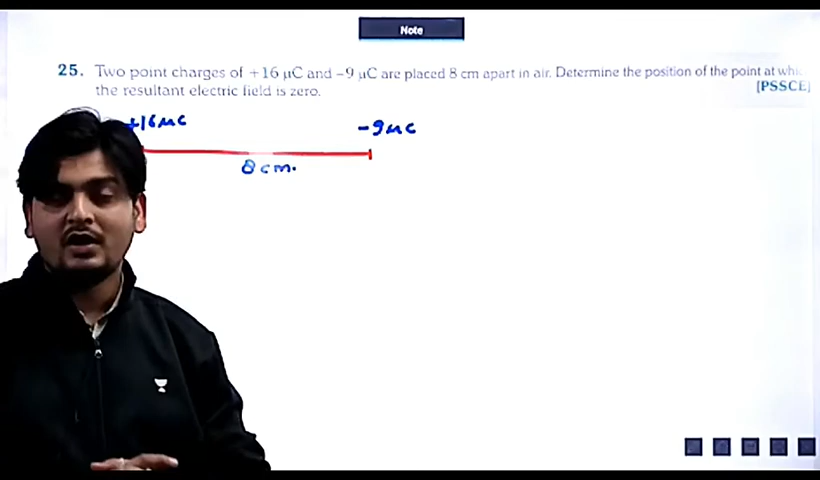 Note
25. Two point charges of +16 μC and -9 μC are placed 8 cm apart in air. Determine the position of the point at
the resultant electric field is zero.
[PSSCE]
+16μC
-9μC
8cm.